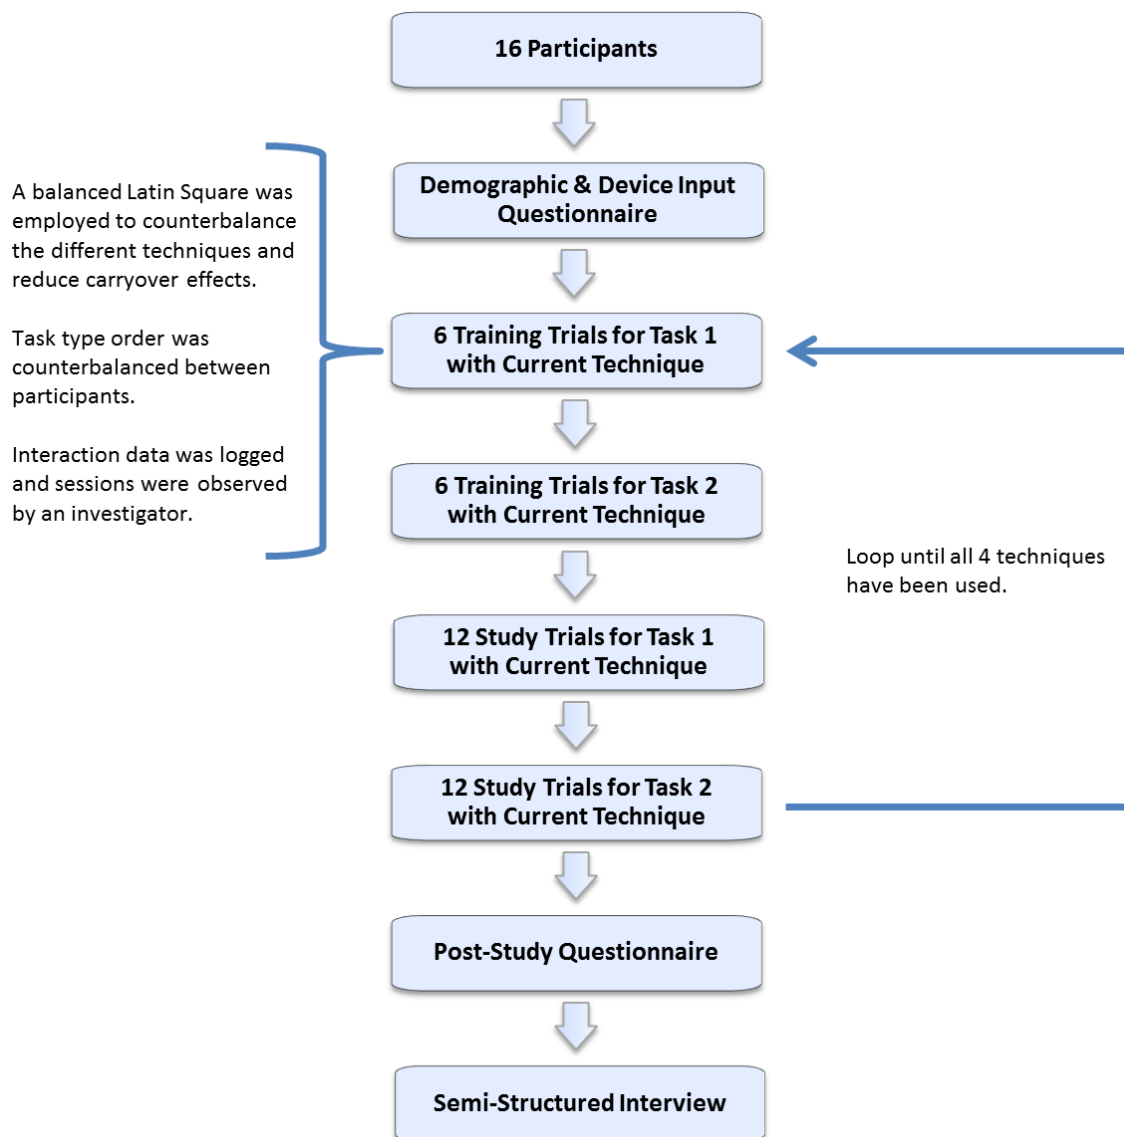 16 Participants
Demographic & Device Input
Questionnaire
A balanced Latin Square was
employed to counterbalance
the different techniques and
reduce carryover effects.
Task type order was
counterbalanced between
participants.
Interaction data was logged
and sessions were observed
by an investigator.
6 Training Trials for Task 1
with Current Technique
6 Training Trials for Task 2
with Current Technique
Loop until all 4 techniques
have been used.
12 Study Trials for Task 1
with Current Technique
12 Study Trials for Task 2
with Current Technique
Post-Study Questionnaire
Semi-Structured Interview